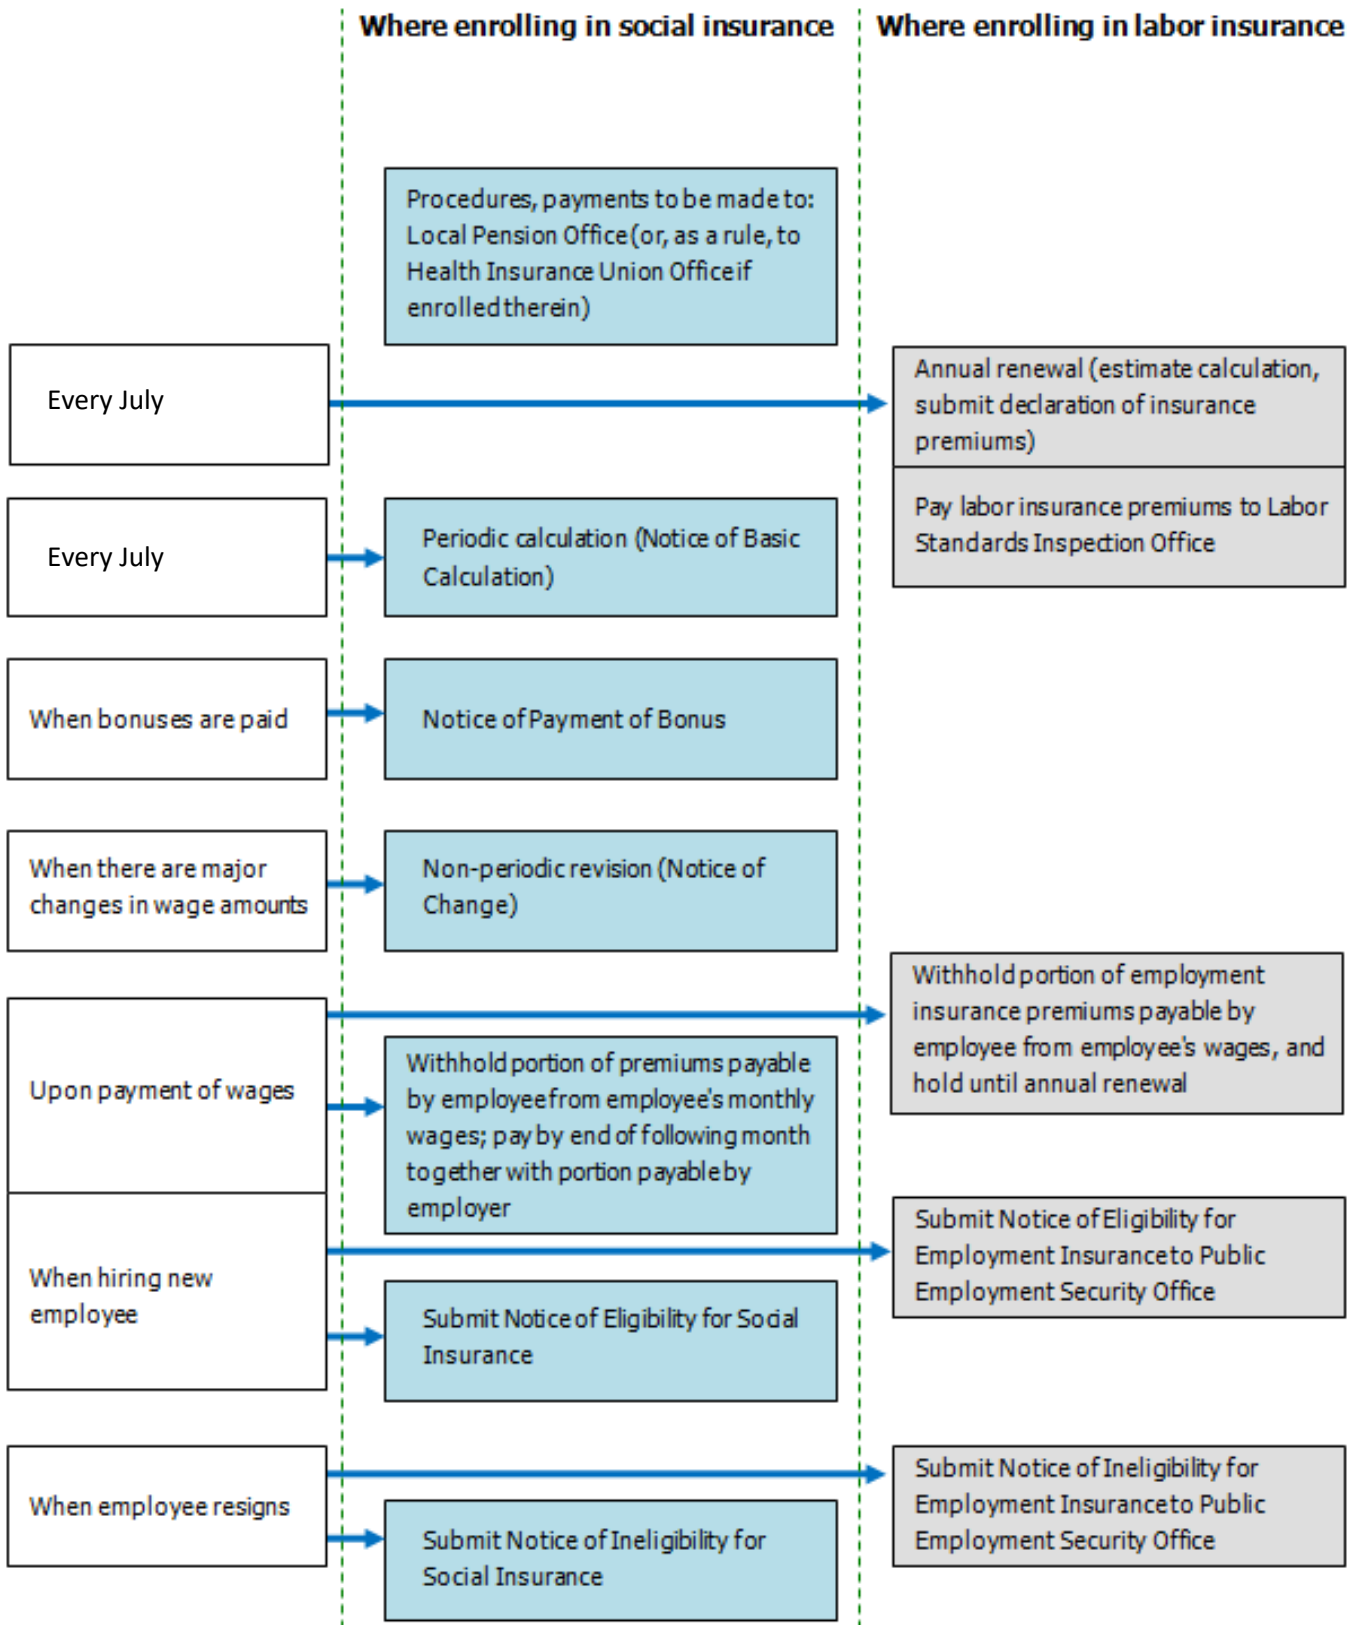 Where enrolling in social insurance
Where enrolling in labor insurance
Procedures, payments to be made to:
Local Pension Office (or, as a rule, to
Health Insurance Union Office if
enrolled therein)
Every July
Annual renewal (estimate calculation,
submit declaration of insurance
premiums)
Pay labor insurance premiums to Labor
Standards Inspection Office
Every July
Periodic calculation (Notice of Basic
Calculation)
When bonuses are paid
Notice of Payment of Bonus
When there are major
changes in wage amounts
Non-periodic revision (Notice of
Change)
Upon payment of wages
Withhold portion of employment
insurance premiums payable by
employee from employee's wages, and
hold until annual renewal
Withhold portion of premiums payable
by employee from employee's monthly
wages; pay by end of following month
together with portion payable by
employer
When hiring new
employee
Submit Notice of Eligibility for
Employment Insurance to Public
Employment Security Office
Submit Notice of Eligibility for Social
Insurance
When employee resigns
Submit Notice of Ineligibility for
Employment Insurance to Public
Employment Security Office
Submit Notice of Ineligibility for
Social Insurance